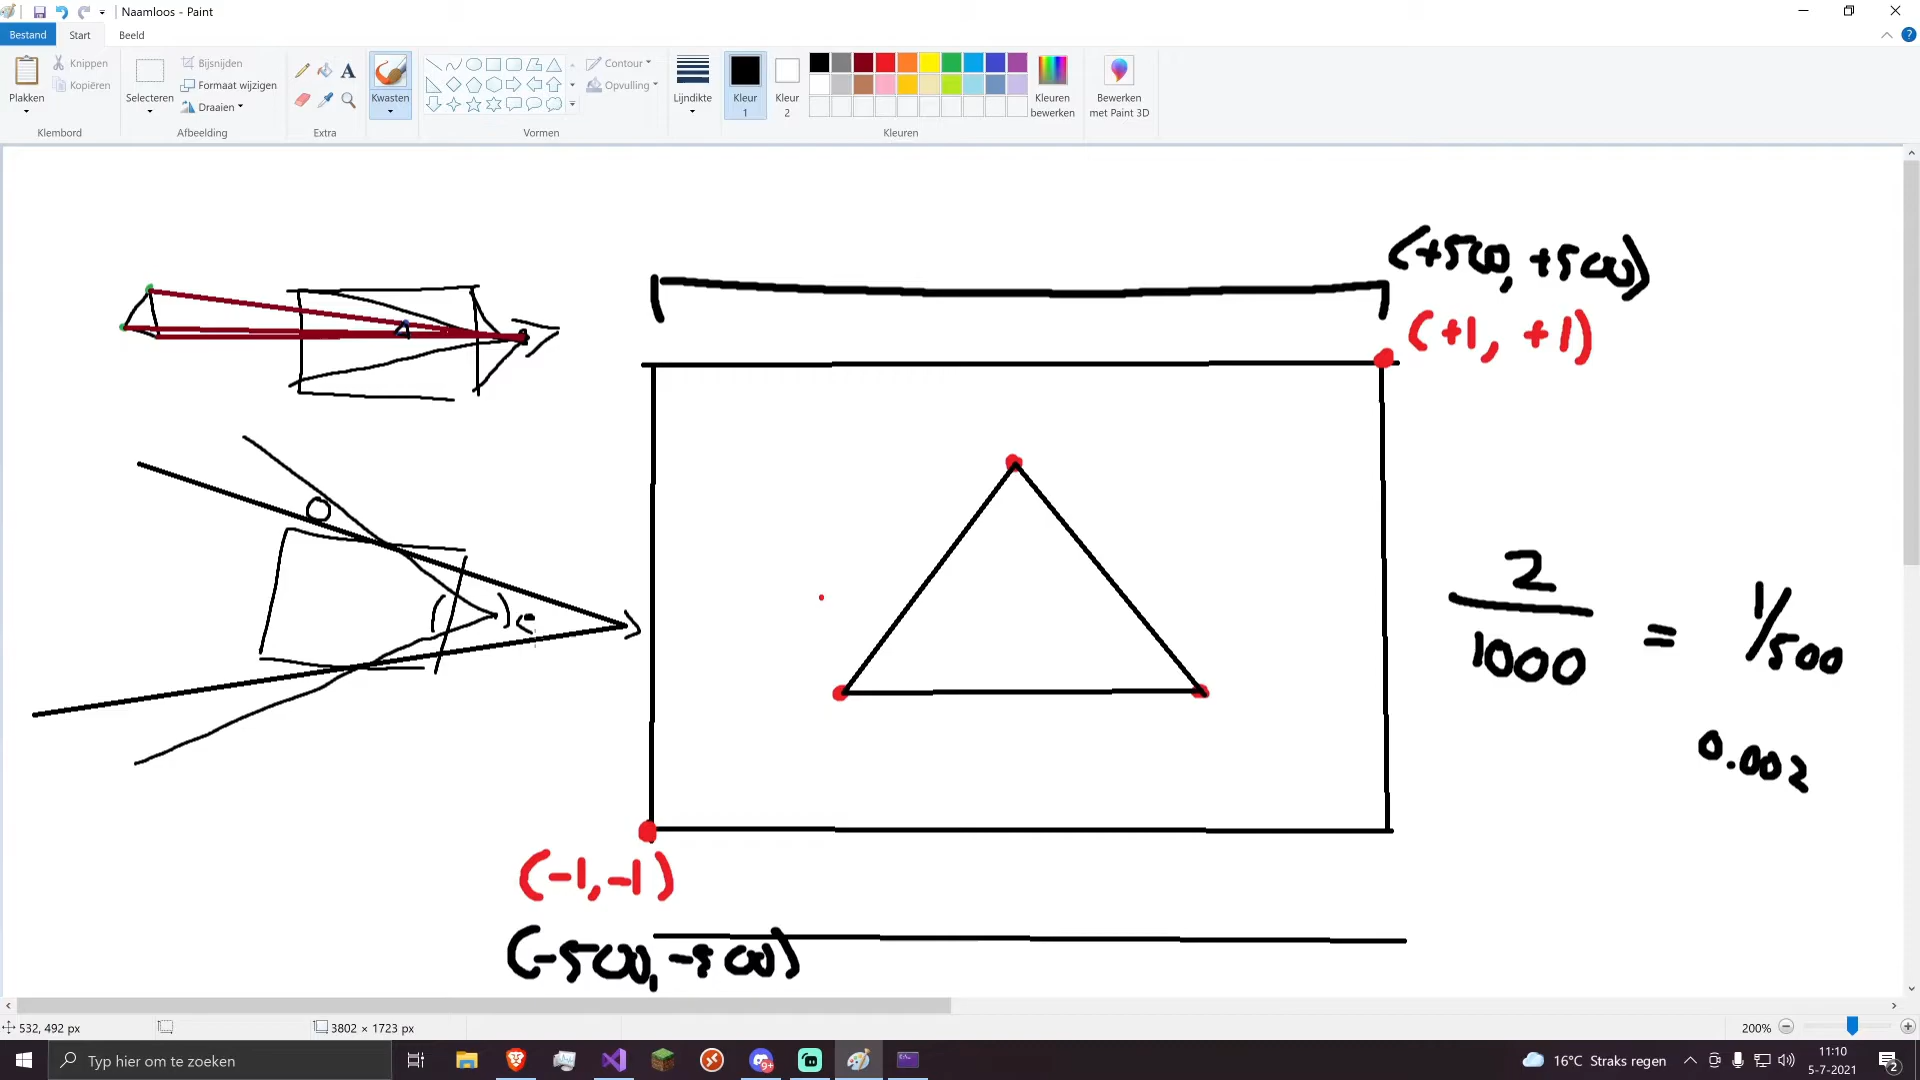 Naamloos - Paint
Bestand Start Beeld
Plakken
Knippen
Kopiëren
Klembord
Selecteren
Bijsnijden
Formaat wijzigen
Draaien
Afbeelding
A
Extra
Kwasten
Vormen
Contour
Opvulling
Lijndikte
Kleur 1
Kleur 2
Kleuren
Kleuren bewerken
Bewerken met Paint 3D
(+500, +500)
(+1, +1)
2
1000
=
1/500
0.002
(-1,-1)
(-500,-500)
532, 492 px
3802 × 1723 px
200%
Typ hier om te zoeken
9+
16°C Straks regen
11:10
5-7-2021
2